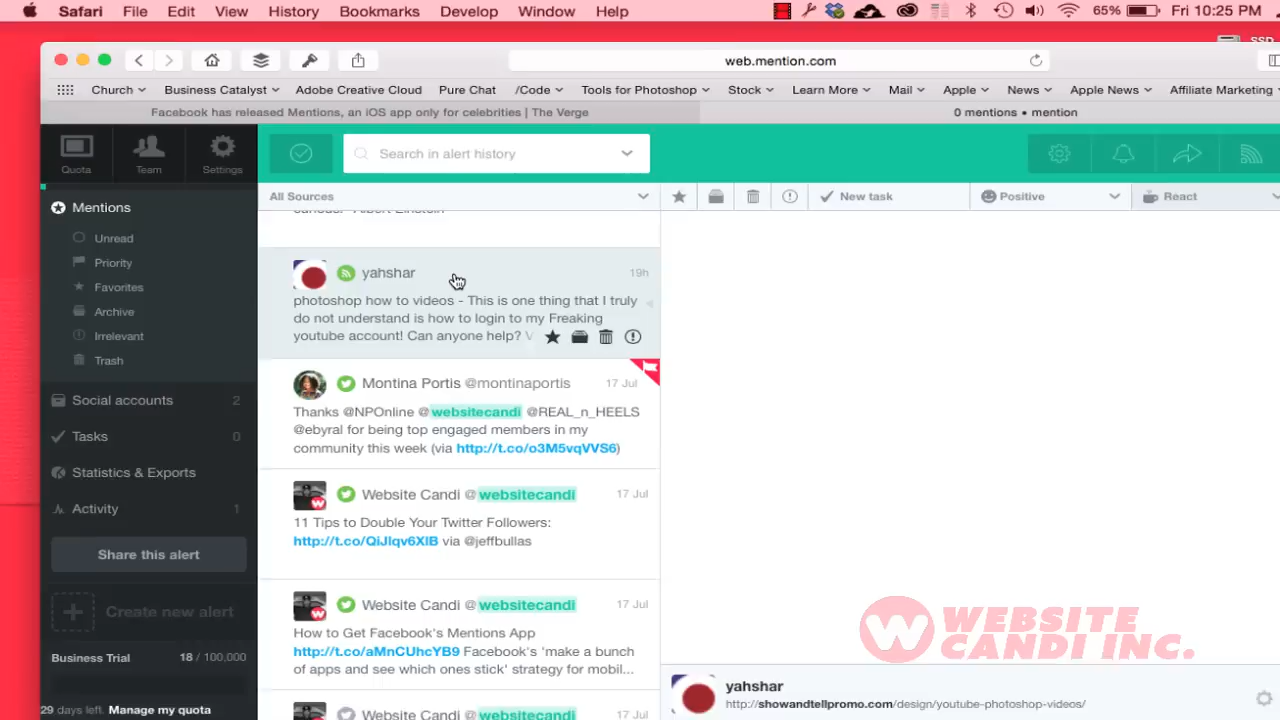 Safari File Edit View History Bookmarks Develop Window Help 65% Fri 10:25 PM
SSD
web.mention.com
Church Business Catalyst Adobe Creative Cloud Pure Chat /Code Tools for Photoshop Stock Learn More Mail Apple News Apple News Affiliate Marketing
Facebook has released Mentions, an iOS app only for celebrities | The Verge 0 mentions • mention
Quota Team Settings
Search in alert history
All Sources New task Positive React
Mentions
Unread
Priority
Favorites
Archive
Irrelevant
Trash
Social accounts 2
Tasks 0
Statistics & Exports
Activity 1
Share this alert
Create new alert
Business Trial 18 / 100,000
29 days left. Manage my quota
yahshar 19h
photoshop how to videos - This is one thing that I truly
do not understand is how to login to my Freaking
youtube account! Can anyone help? V
Montina Portis @montinaportis 17 Jul
Thanks @NPOnline @websitecandi @REAL_n_HEELS
@ebyral for being top engaged members in my
community this week (via http://t.co/o3M5vqVVS6)
Website Candi @websitecandi 17 Jul
11 Tips to Double Your Twitter Followers:
http://t.co/QiJlqv6XlB via @jeffbullas
Website Candi @websitecandi 17 Jul
How to Get Facebook's Mentions App
http://t.co/aMnCUhcYB9 Facebook's 'make a bunch
of apps and see which ones stick' strategy for mobil...
Website Candi @websitecandi 17 Jul
WEBSITE
CANDI INC.
yahshar
http://showandtellpromo.com/design/youtube-photoshop-videos/